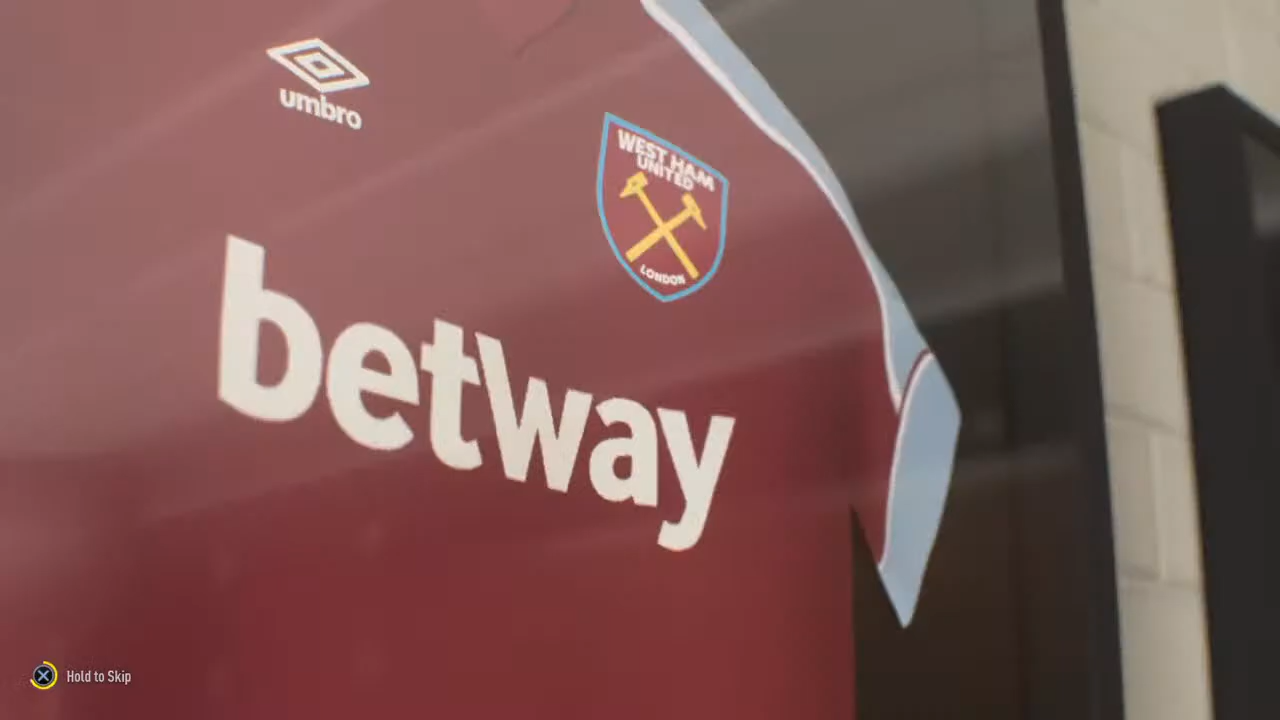 umbro
WEST HAM
UNITED
LONDON
betway
Hold to Skip